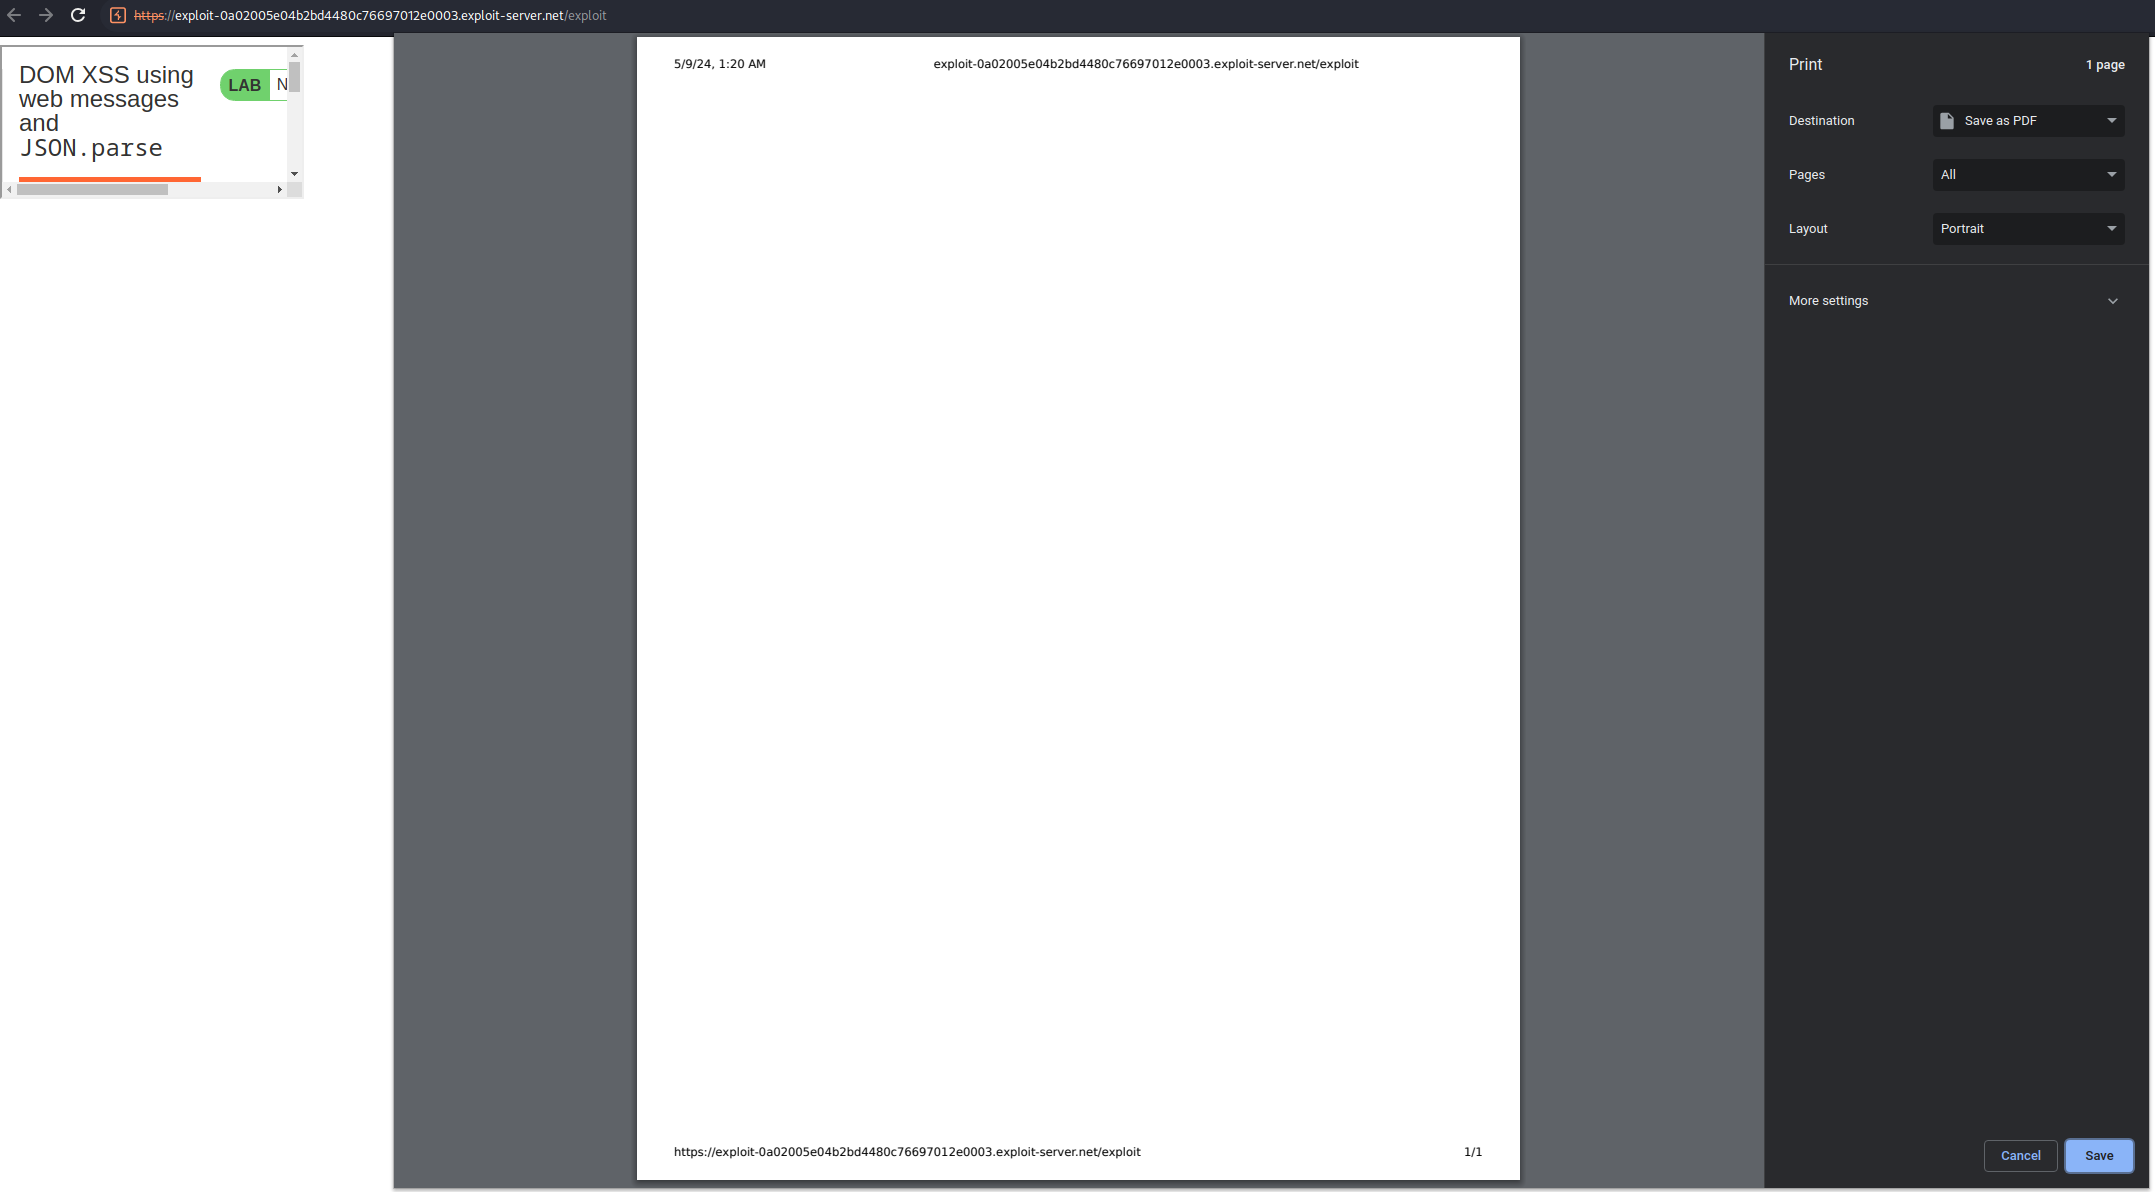 https://exploit-0a02005e04b2bd4480c76697012e0003.exploit-server.net/exploit
DOM XSS using
web messages
and
JSON.parse
LAB N
5/9/24, 1:20 AM exploit-0a02005e04b2bd4480c76697012e0003.exploit-server.net/exploit
https://exploit-0a02005e04b2bd4480c76697012e0003.exploit-server.net/exploit 1/1
Print 1 page
Destination Save as PDF
Pages All
Layout Portrait
More settings
Cancel Save